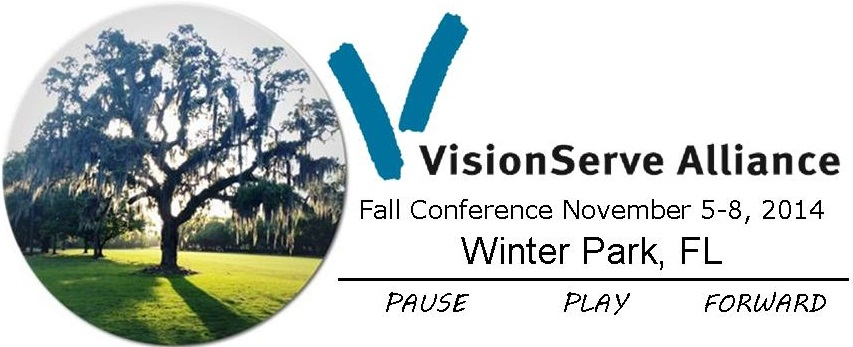 VisionServe Alliance
Fall Conference November 5-8, 2014
Winter Park, FL
PAUSE PLAY FORWARD